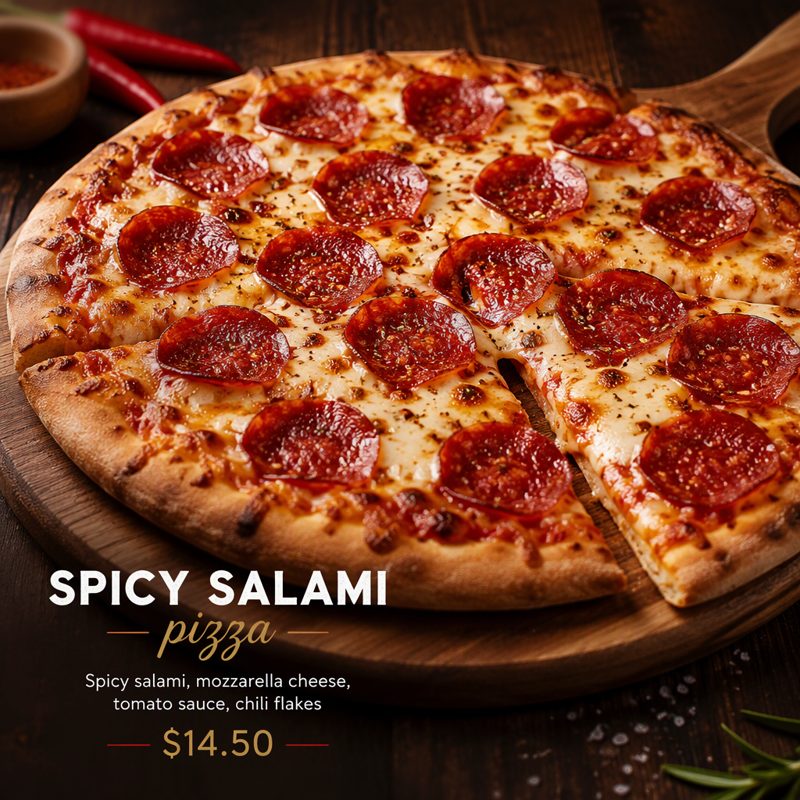 SPICY SALAMI
pizza
Spicy salami, mozzarella cheese,
tomato sauce, chili flakes
$14.50